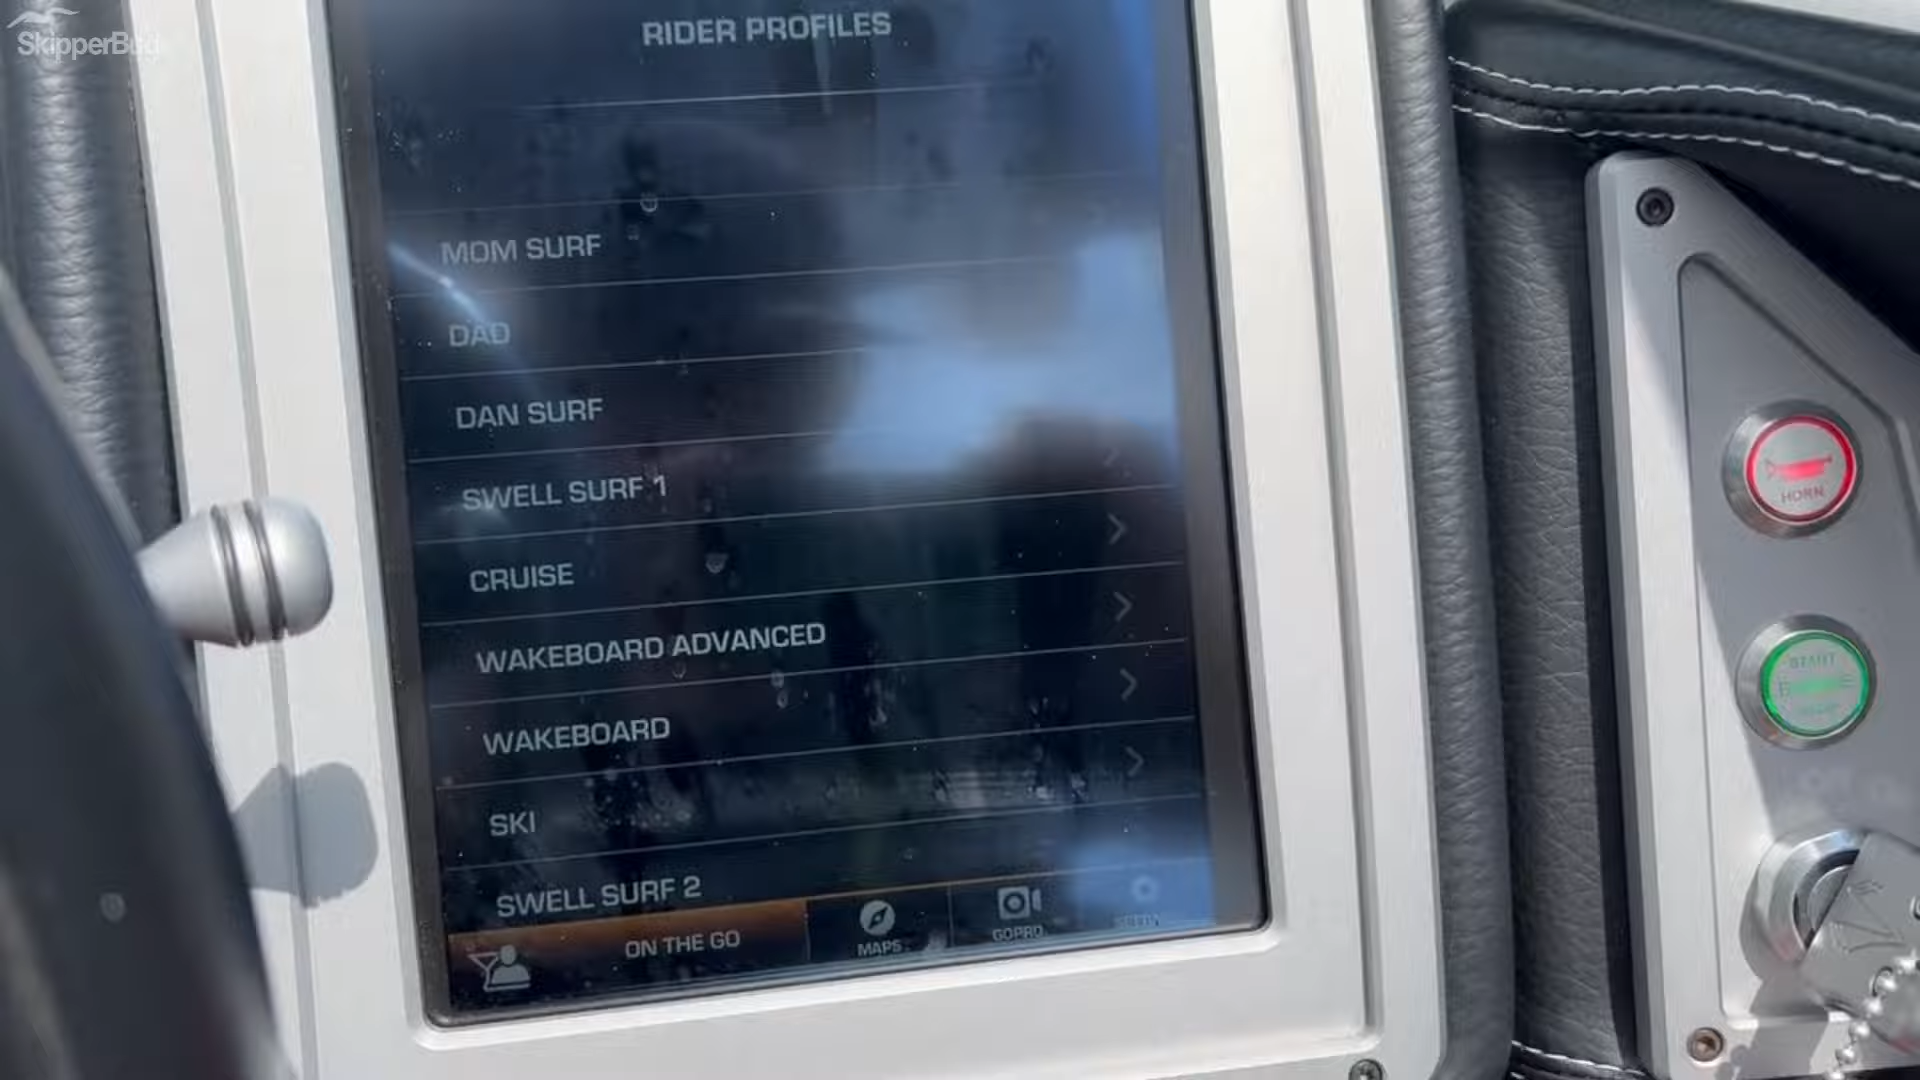 SkipperBud
RIDER PROFILES
MOM SURF
DAD
DAN SURF
SWELL SURF 1
CRUISE
WAKEBOARD ADVANCED
WAKEBOARD
SKI
SWELL SURF 2
ON THE GO
MAPS
GOPRO
HORN
START